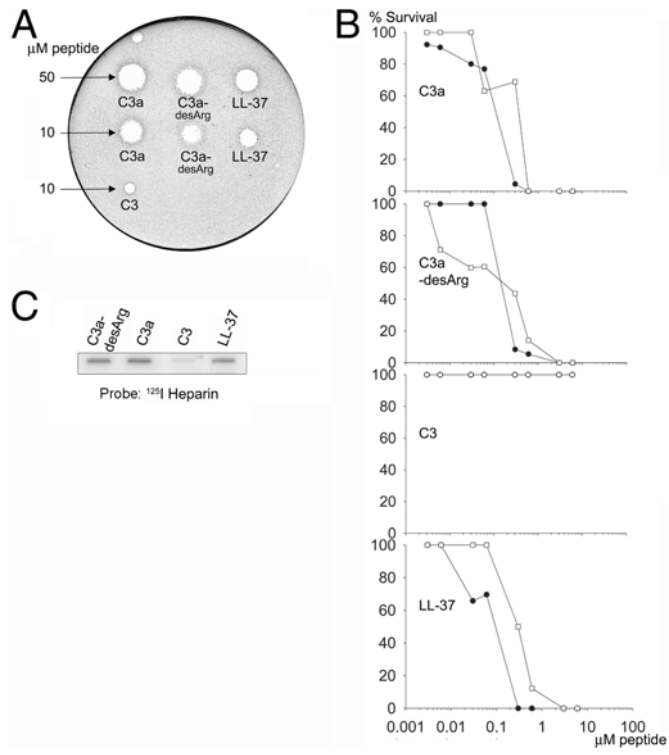 A
μM peptide
50
C3a
C3a-
desArg
LL-37
10
C3a
C3a-
desArg
LL-37
10
C3
B
% Survival
100
80
60
40
20
0
C3a
100
80
60
40
20
0
C3a
-desArg
100
80
60
40
20
0
C3
100
80
60
40
20
0
LL-37
0.001
0.01
0.1
1
10
100
μM peptide
C
C3a-
desArg
C3a
C3
LL-37
Probe: ¹²⁵I Heparin